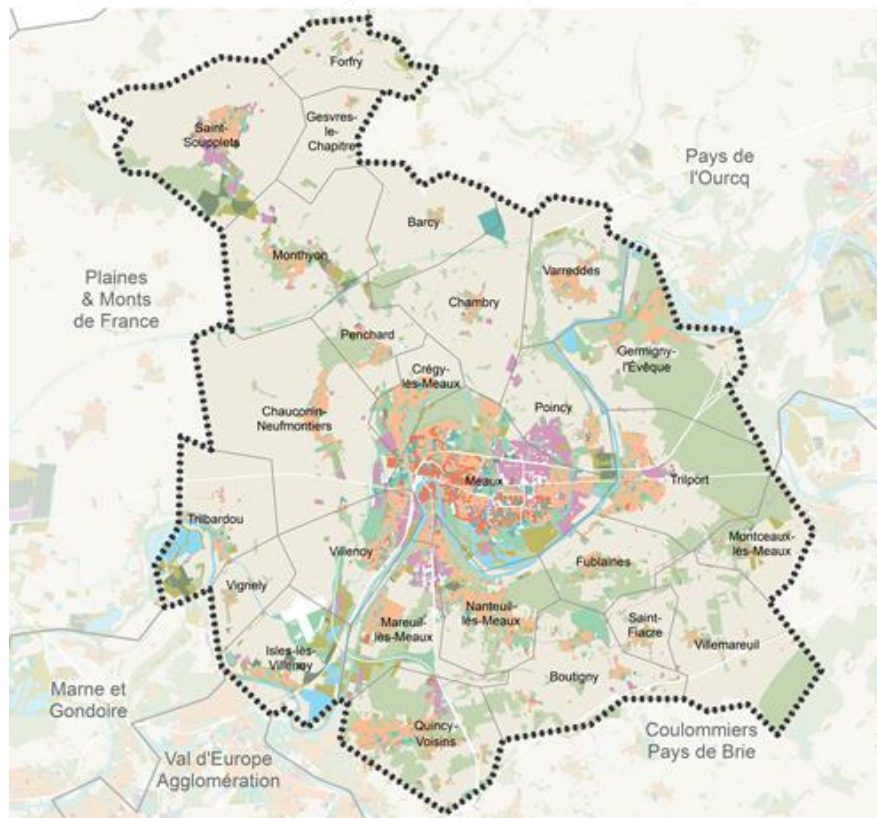 Forfry
Saint-
Soupplets
Gesvres-
le-
Chapitre
Pays de
l'Ourcq
Barcy
Monthyon
Varreddes
Plaines
& Monts
de France
Chambry
Penchard
Germigny-
l'Évêque
Crégy-
lès-Meaux
Chauconin-
Neufmontiers
Poincy
Meaux
Trilport
Trilbardou
Villenoy
Montceaux-
lès-Meaux
Fublaines
Vignely
Nanteuil-
lès-Meaux
Mareuil-
lès-Meaux
Saint-
Fiacre
Villemareuil
Isles-lès-
Villenoy
Boutigny
Marne et
Gondoire
Quincy-
Voisins
Coulommiers
Pays de Brie
Val d'Europe
Agglomération